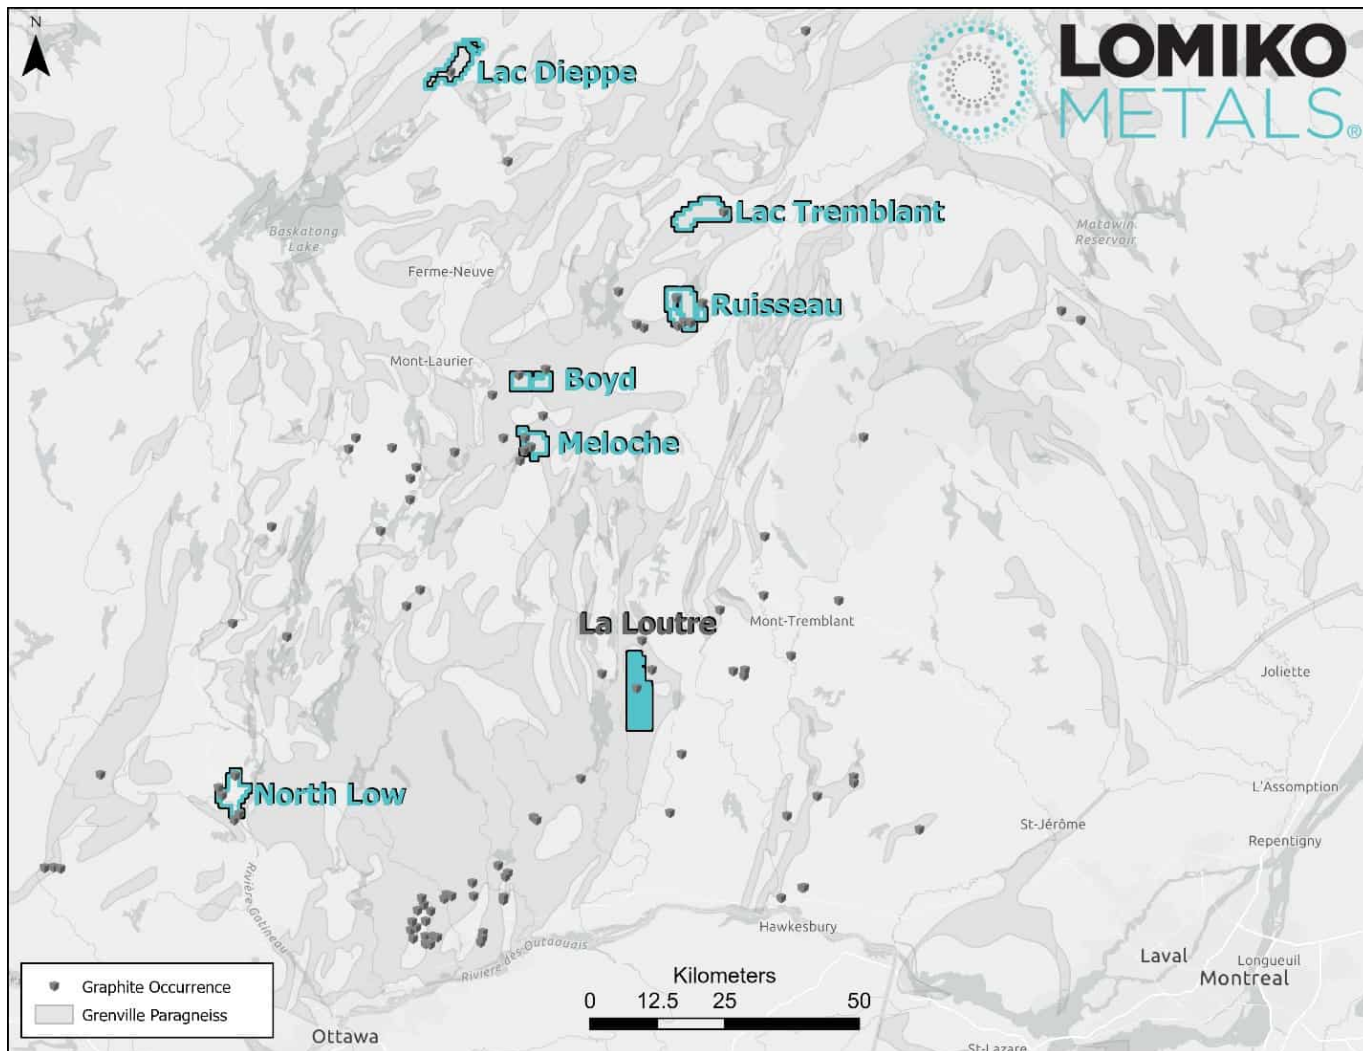 N
LOMIKO
METALS®
Lac Dieppe
Lac Tremblant
Baskatong
Lake
Matawin
Reservoir
Ferme-Neuve
Ruisseau
Mont-Laurier
Boyd
Meloche
La Loutre
Mont-Tremblant
Joliette
North Low
L'Assomption
St-Jérôme
Repentigny
Rivière Gatineau
Hawkesbury
Rivière des Outaouais
Laval
Longueuil
Montreal
Kilometers
0 12.5 25 50
Graphite Occurrence
Grenville Paragneiss
Ottawa
St-Lazare